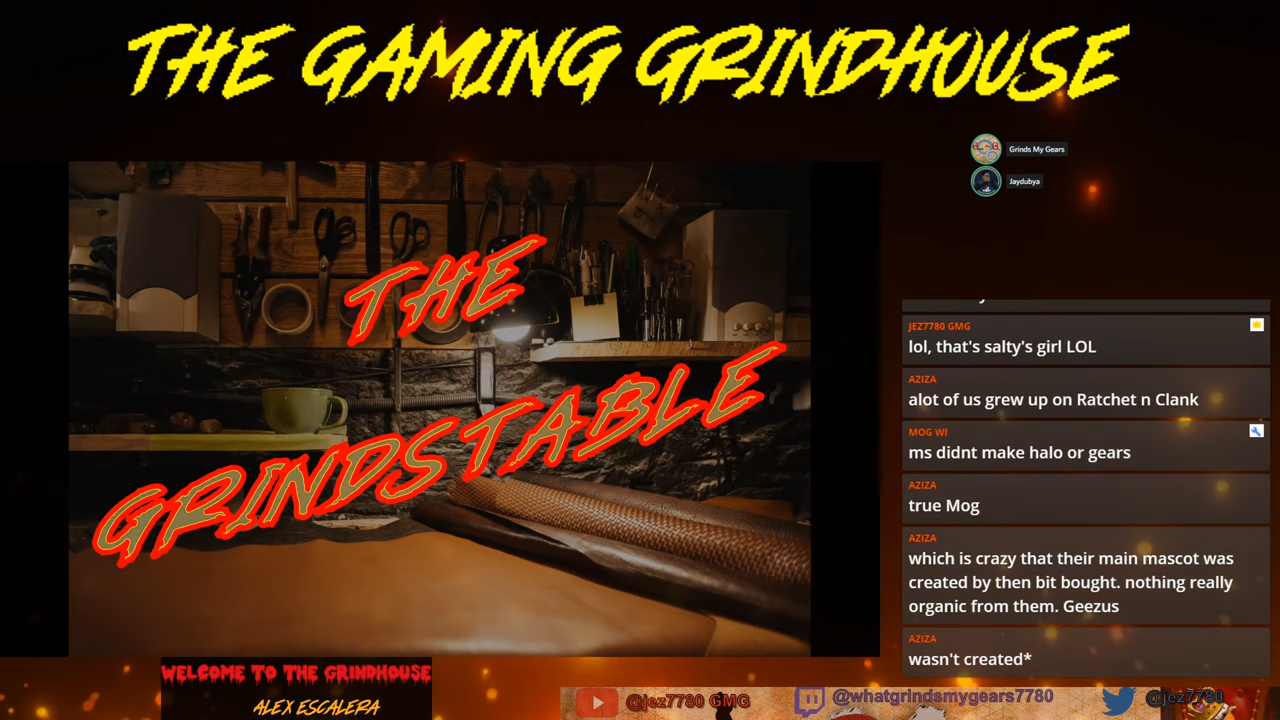 THE GAMING GRINDHOUSE
Grinds My Gears
Jaydubya
THE
GRINDSTABLE
JEZ7780 GMG
lol, that's salty's girl LOL
AZIZA
alot of us grew up on Ratchet n Clank
MOG WI
ms didnt make halo or gears
AZIZA
true Mog
AZIZA
which is crazy that their main mascot was
created by then bit bought. nothing really
organic from them. Geezus
AZIZA
wasn't created*
WELCOME TO THE GRINDHOUSE
ALEX ESCALERA
@jez7780 GMG
@whatgrindsmygears7780
@jez7780